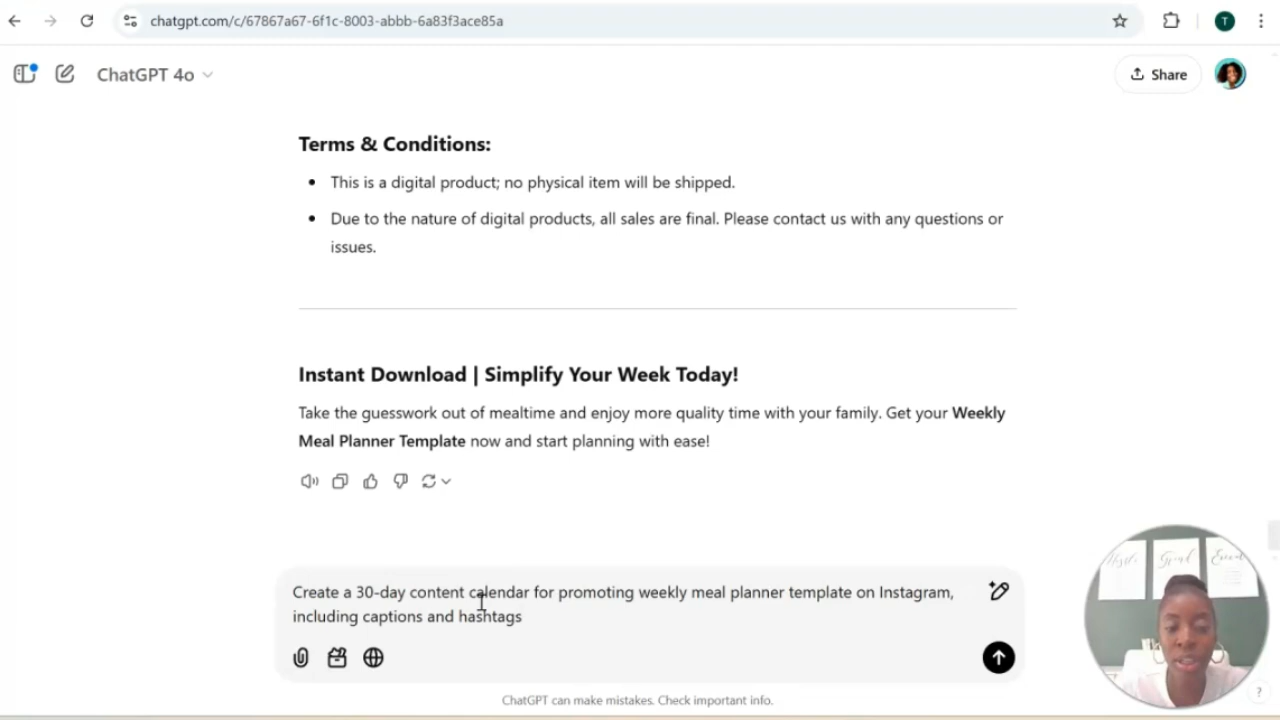 chatgpt.com/c/67867a67-6f1c-8003-abbb-6a83f3ace85a
T
ChatGPT 4o
Share
Terms & Conditions:
• This is a digital product; no physical item will be shipped.
• Due to the nature of digital products, all sales are final. Please contact us with any questions or
issues.
Instant Download | Simplify Your Week Today!
Take the guesswork out of mealtime and enjoy more quality time with your family. Get your Weekly
Meal Planner Template now and start planning with ease!
Create a 30-day content calendar for promoting weekly meal planner template on Instagram,
including captions and hashtags
ChatGPT can make mistakes. Check important info.
?